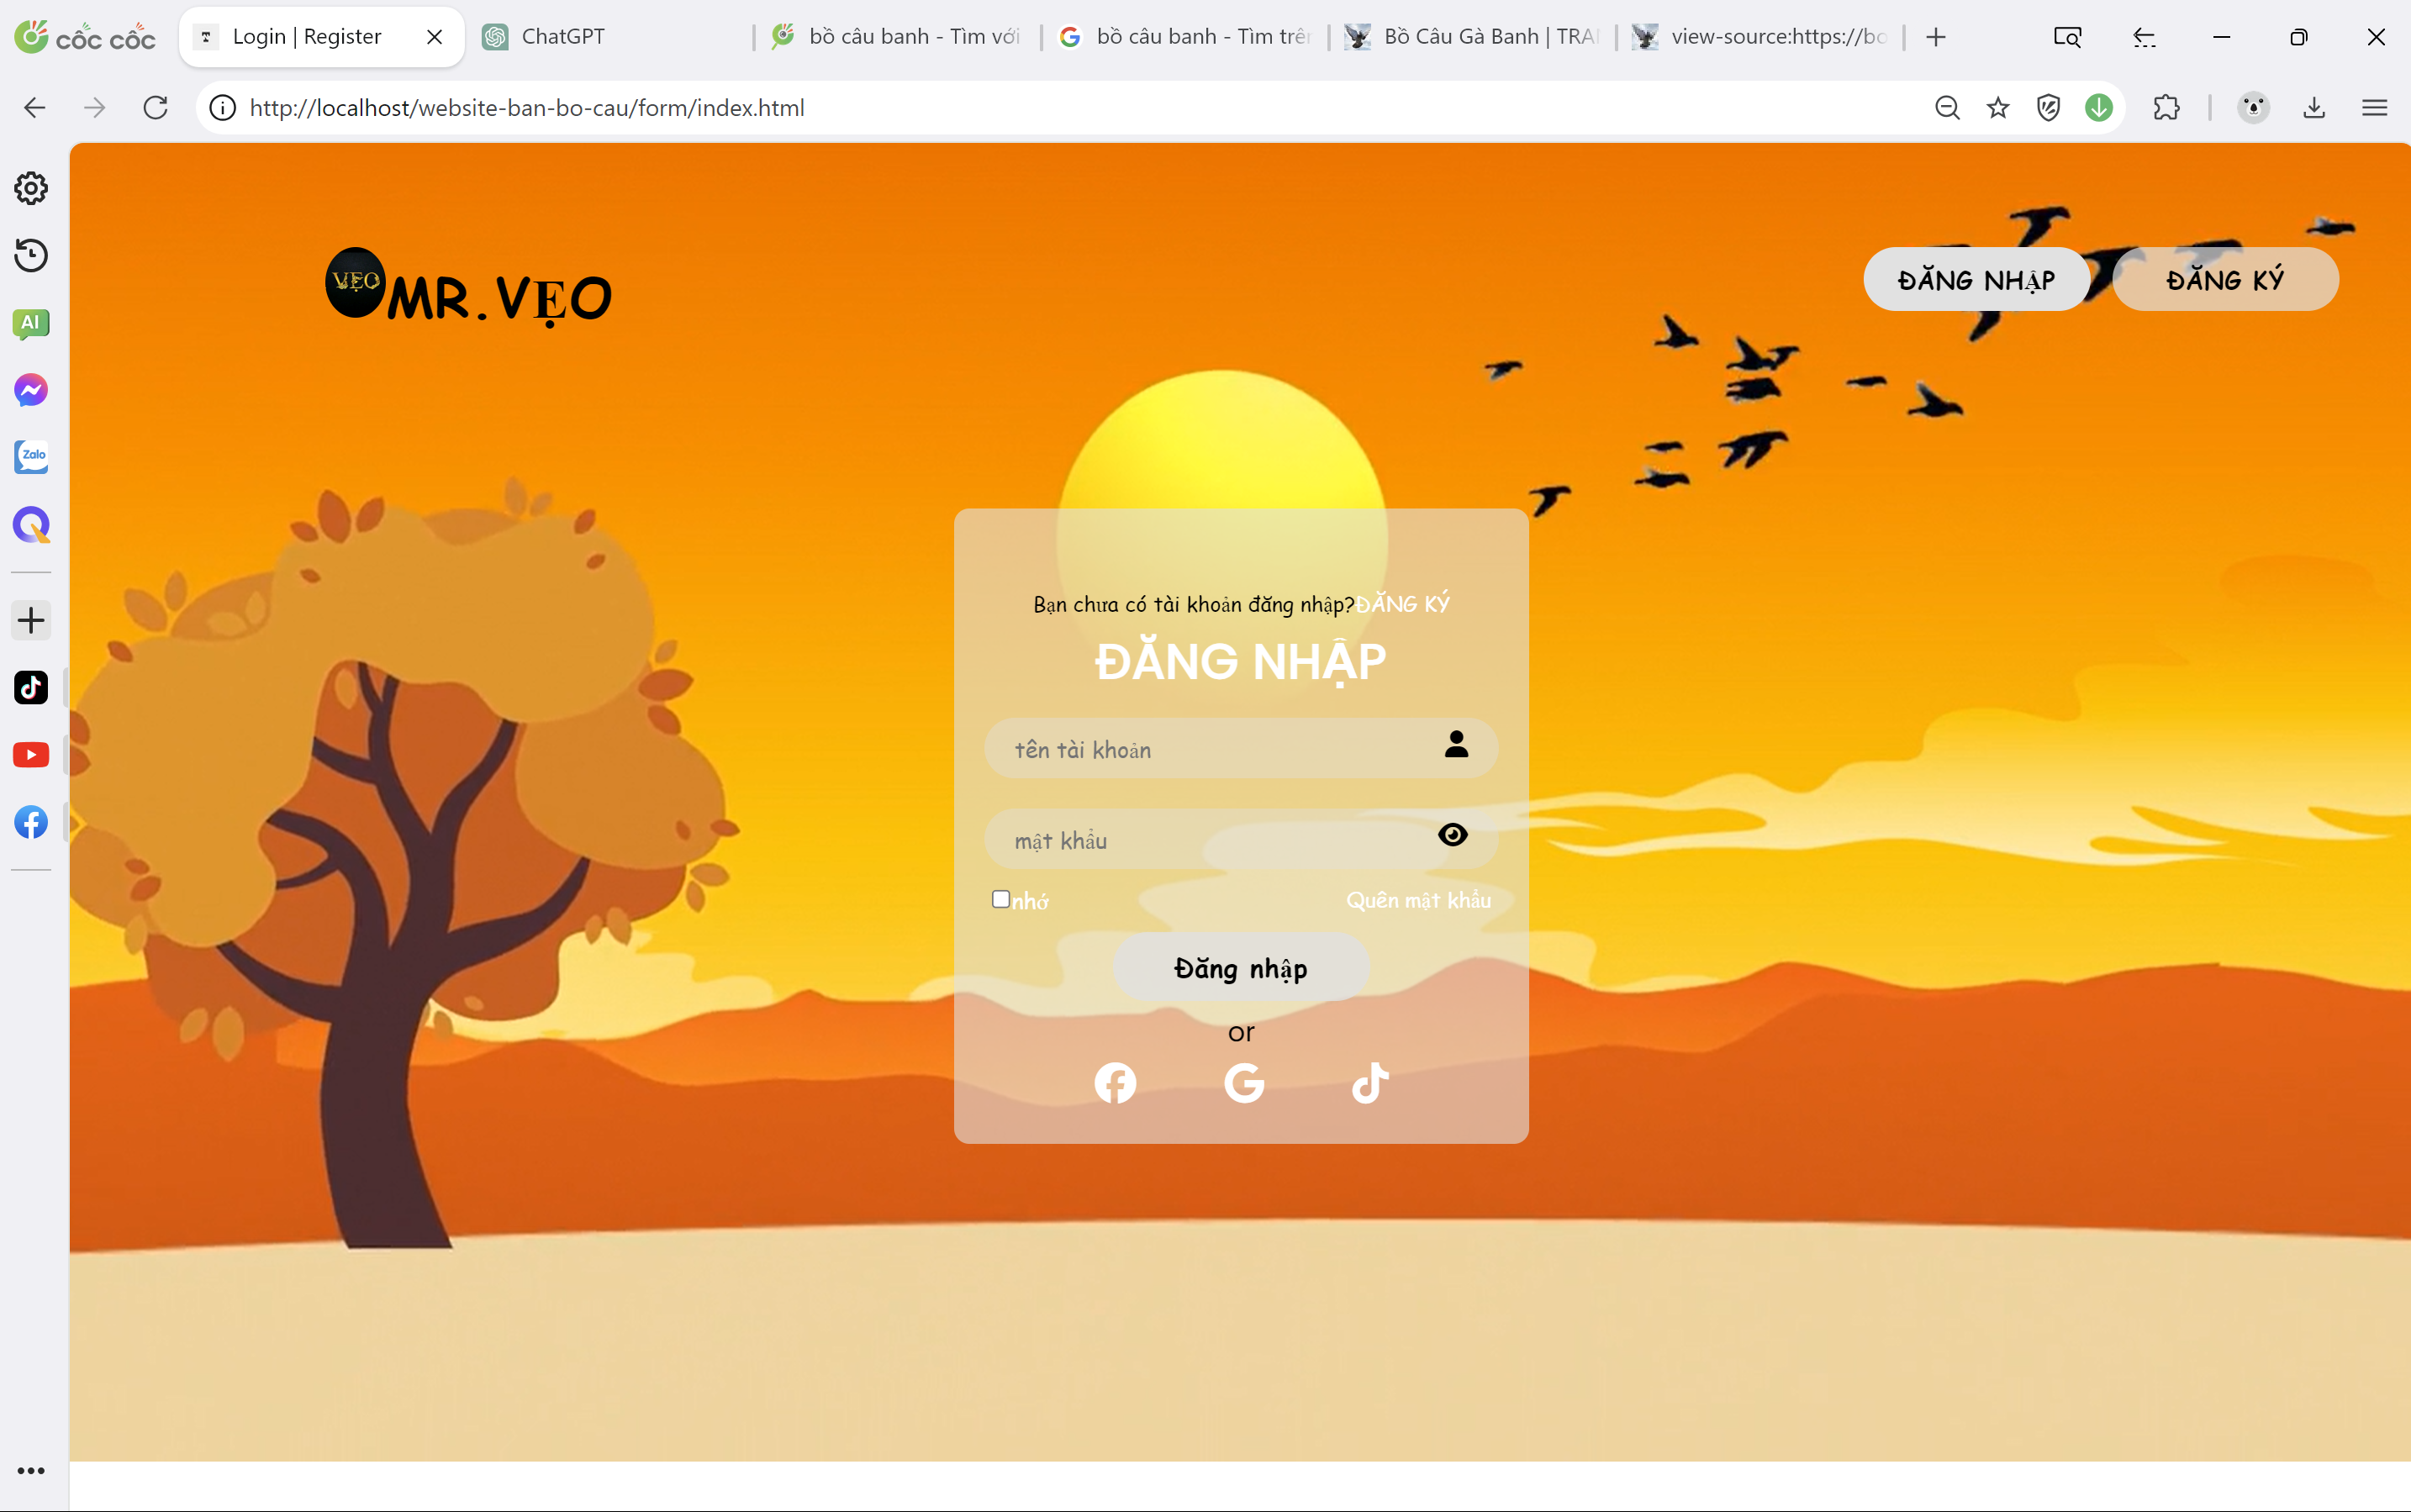 cốc cốc
Login | Register
ChatGPT
bồ câu banh - Tìm với
bồ câu banh - Tìm trên
Bồ Câu Gà Banh | TRA
view-source:https://bo
http://localhost/website-ban-bo-cau/form/index.html
AI
Zalo
VẸO
MR.VẸO
ĐĂNG NHẬP
ĐĂNG KÝ
Bạn chưa có tài khoản đăng nhập?ĐĂNG KÝ
ĐĂNG NHẬP
tên tài khoản
mật khẩu
nhớ
Quên mật khẩu
Đăng nhập
or